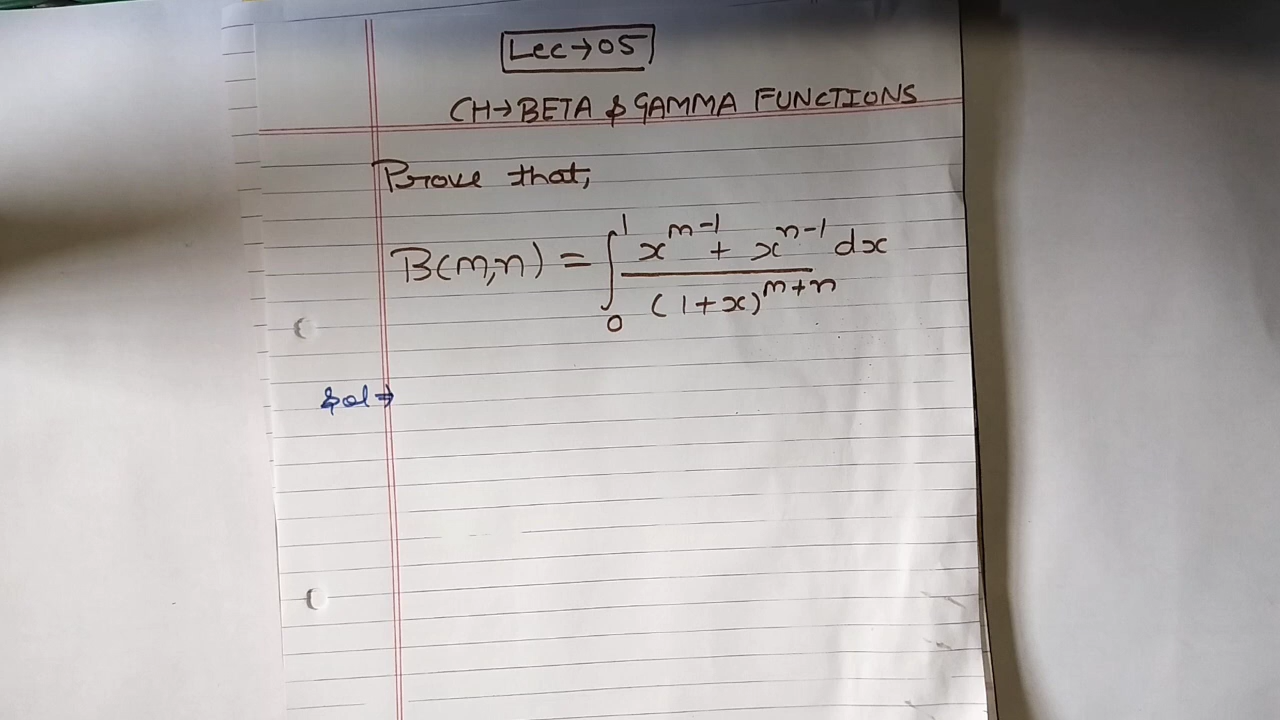 Lec→05
CH→BETA & GAMMA FUNCTIONS
Prove that,
B(m,n) = ∫₀¹ (x^(m-1) + x^(n-1))/(1+x)^(m+n) dx
Sol⇒